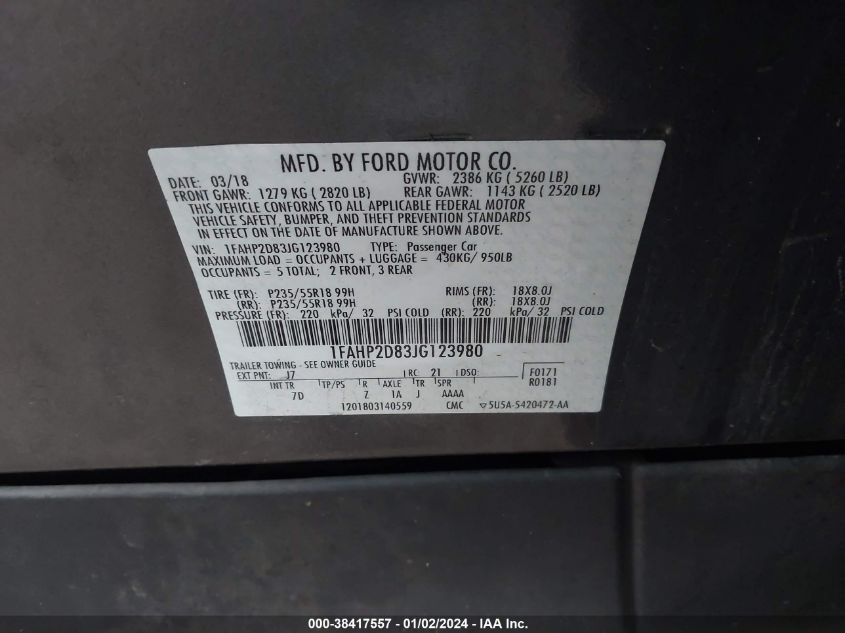 MFD. BY FORD MOTOR CO.
DATE: 03/18 GVWR: 2386 KG ( 5260 LB)
FRONT GAWR: 1279 KG ( 2820 LB) REAR GAWR: 1143 KG ( 2520 LB)
THIS VEHICLE CONFORMS TO ALL APPLICABLE FEDERAL MOTOR
VEHICLE SAFETY, BUMPER, AND THEFT PREVENTION STANDARDS
IN EFFECT ON THE DATE OF MANUFACTURE SHOWN ABOVE.
VIN: 1FAHP2D83JG123980 TYPE: Passenger Car
MAXIMUM LOAD = OCCUPANTS + LUGGAGE = 430KG/ 950LB
OCCUPANTS = 5 TOTAL; 2 FRONT, 3 REAR
TIRE (FR): P235/55R18 99H RIMS (FR): 18X8.0J
(RR): P235/55R18 99H (RR): 18X8.0J
PRESSURE (FR): 220 kPa/ 32 PSI COLD (RR): 220 kPa/ 32 PSI COLD
1FAHP2D83JG123980
TRAILER TOWING - SEE OWNER GUIDE
EXT PNT: J7 RC: 21 DSO: F0171
INT TR TP/PS R AXLE TR SPR R0181
7D Z 1A J AAAA
1201803140559 CMC ▽5U5A-5420472-AA
000-38417557 - 01/02/2024 - IAA Inc.